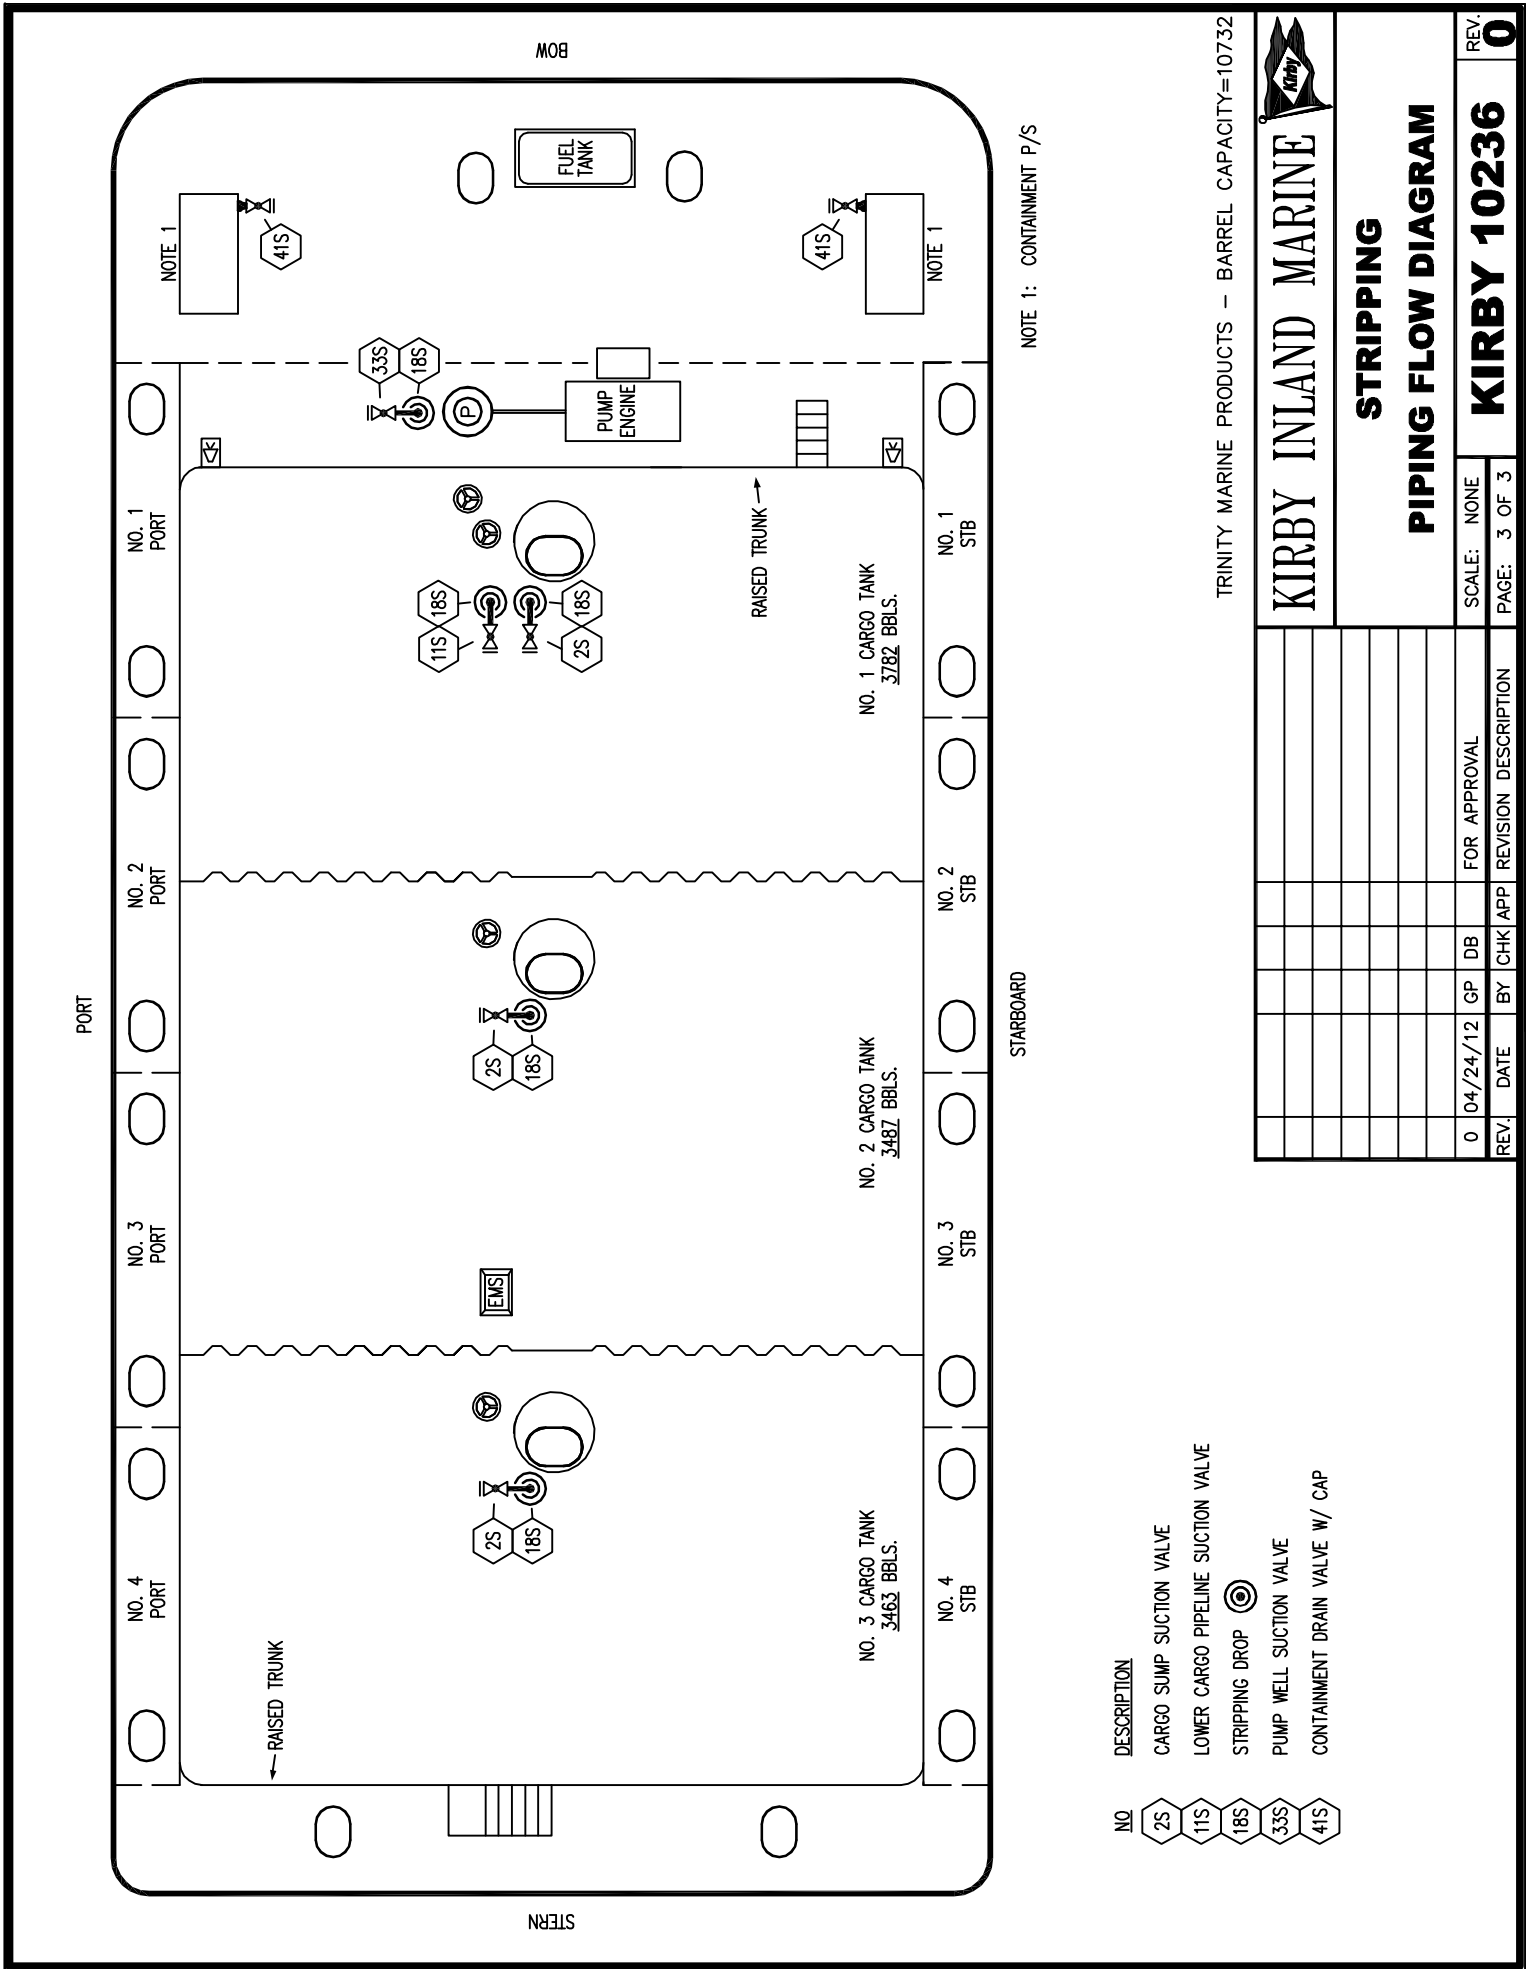 PORT
BOW
STERN
STARBOARD
NO. 4
PORT
NO. 3
PORT
NO. 2
PORT
NO. 1
PORT
NOTE 1
41S
RAISED TRUNK
33S
18S
P
PUMP
ENGINE
FUEL
TANK
2S
18S
EMS
2S
18S
11S
18S
2S
18S
RAISED TRUNK
41S
NOTE 1
NO. 3 CARGO TANK
3463 BBLS.
NO. 2 CARGO TANK
3487 BBLS.
NO. 1 CARGO TANK
3782 BBLS.
NO. 4
STB
NO. 3
STB
NO. 2
STB
NO. 1
STB
NOTE 1: CONTAINMENT P/S
NO DESCRIPTION
2S CARGO SUMP SUCTION VALVE
11S LOWER CARGO PIPELINE SUCTION VALVE
18S STRIPPING DROP
33S PUMP WELL SUCTION VALVE
41S CONTAINMENT DRAIN VALVE W/ CAP
TRINITY MARINE PRODUCTS - BARREL CAPACITY=10732
KIRBY INLAND MARINE
Kirby
STRIPPING
PIPING FLOW DIAGRAM
0 04/24/12 GP DB FOR APPROVAL
REV. DATE BY CHK APP REVISION DESCRIPTION
SCALE: NONE
PAGE: 3 OF 3
KIRBY 10236
REV.
0